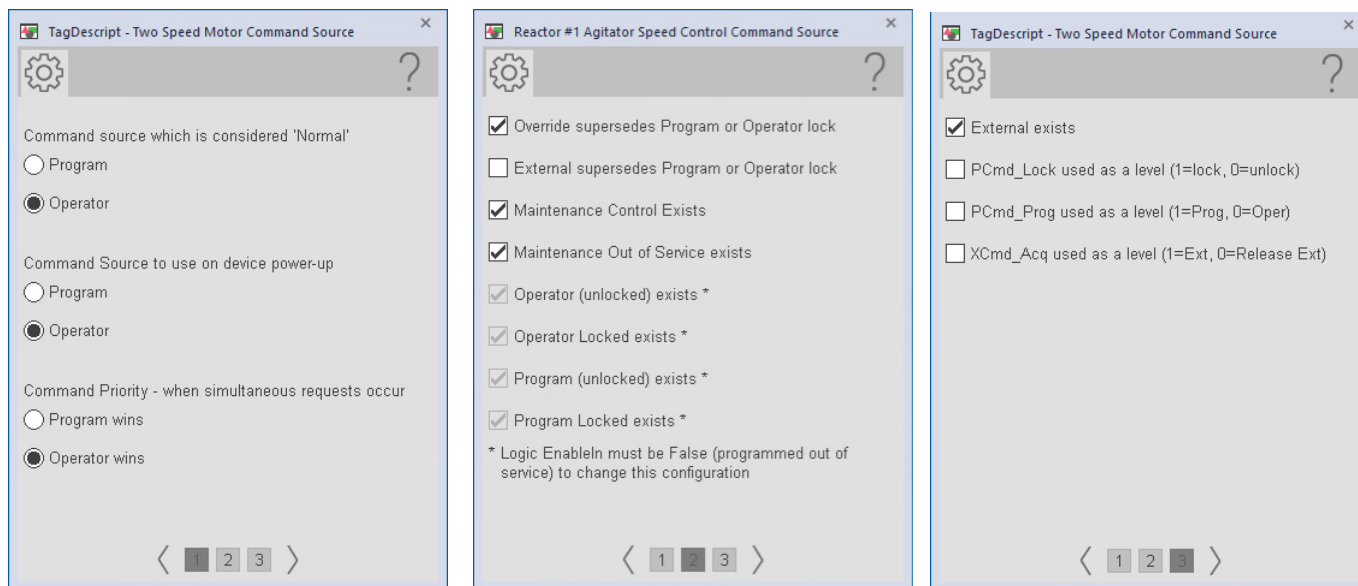 TagDescript - Two Speed Motor Command Source
?
Command source which is considered 'Normal'
Program
Operator
Command Source to use on device power-up
Program
Operator
Command Priority - when simultaneous requests occur
Program wins
Operator wins
1 2 3
Reactor #1 Agitator Speed Control Command Source
?
Override supersedes Program or Operator lock
External supersedes Program or Operator lock
Maintenance Control Exists
Maintenance Out of Service exists
Operator (unlocked) exists *
Operator Locked exists *
Program (unlocked) exists *
Program Locked exists *
* Logic EnableIn must be False (programmed out of
service) to change this configuration
1 2 3
TagDescript - Two Speed Motor Command Source
?
External exists
PCmd_Lock used as a level (1=lock, 0=unlock)
PCmd_Prog used as a level (1=Prog, 0=Oper)
XCmd_Acq used as a level (1=Ext, 0=Release Ext)
1 2 3